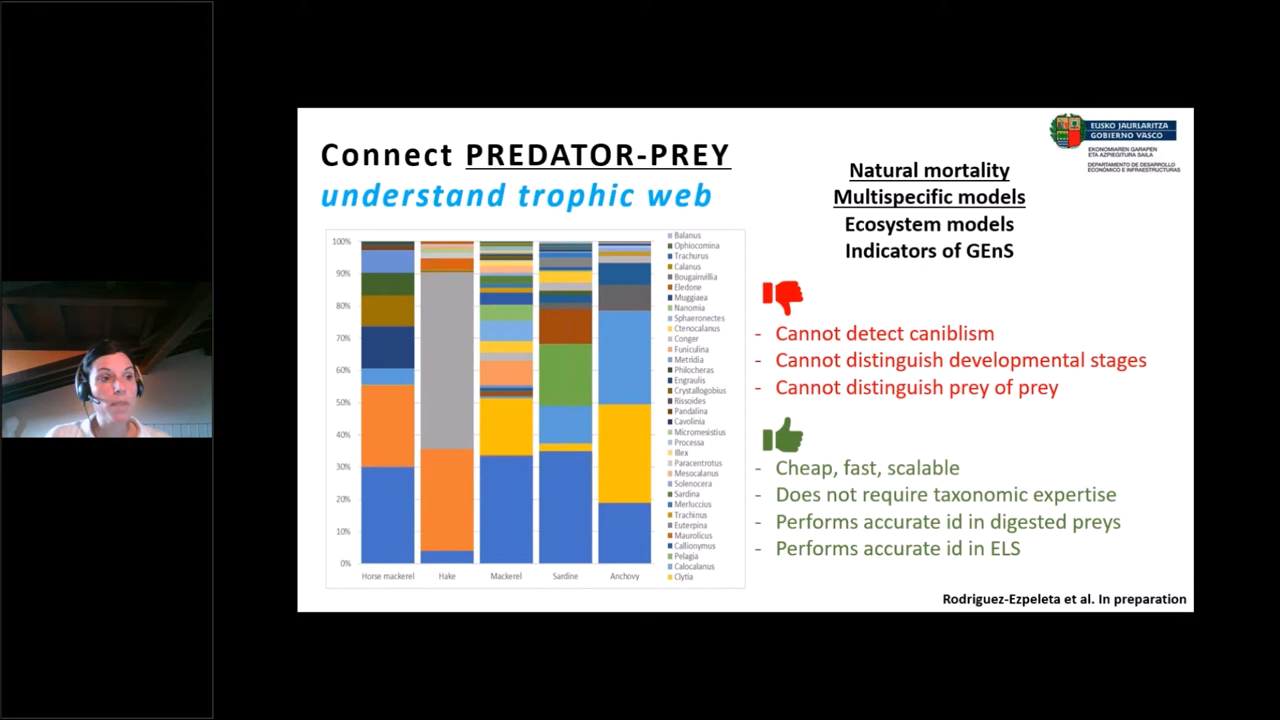 Connect PREDATOR-PREY
understand trophic web
EUSKO JAURLARITZA
GOBIERNO VASCO
EKONOMIAREN GARAPEN
ETA AZPIEGITURA SAILA
DEPARTAMENTO DE DESARROLLO
ECONÓMICO E INFRAESTRUCTURAS
Natural mortality
Multispecific models
Ecosystem models
Indicators of GEnS
100%
90%
80%
70%
60%
50%
40%
30%
20%
10%
0%
Horse mackerel
Hake
Mackerel
Sardine
Anchovy
Balanus
Ophiocomina
Trachurus
Calanus
Bougainvillia
Eledone
Muggiaea
Nanomia
Sphaeronectes
Ctenocalanus
Conger
Funiculina
Metridia
Philocheras
Engraulis
Crystallogobius
Rissoides
Pandalina
Cavolinia
Micromesistius
Processa
Illex
Paracentrotus
Mesocalanus
Solenocera
Sardina
Merluccius
Trachinus
Euterpina
Maurolicus
Callionymus
Pelagia
Calocalanus
Clytia
- Cannot detect caniblism
- Cannot distinguish developmental stages
- Cannot distinguish prey of prey
- Cheap, fast, scalable
- Does not require taxonomic expertise
- Performs accurate id in digested preys
- Performs accurate id in ELS
Rodriguez-Ezpeleta et al. In preparation